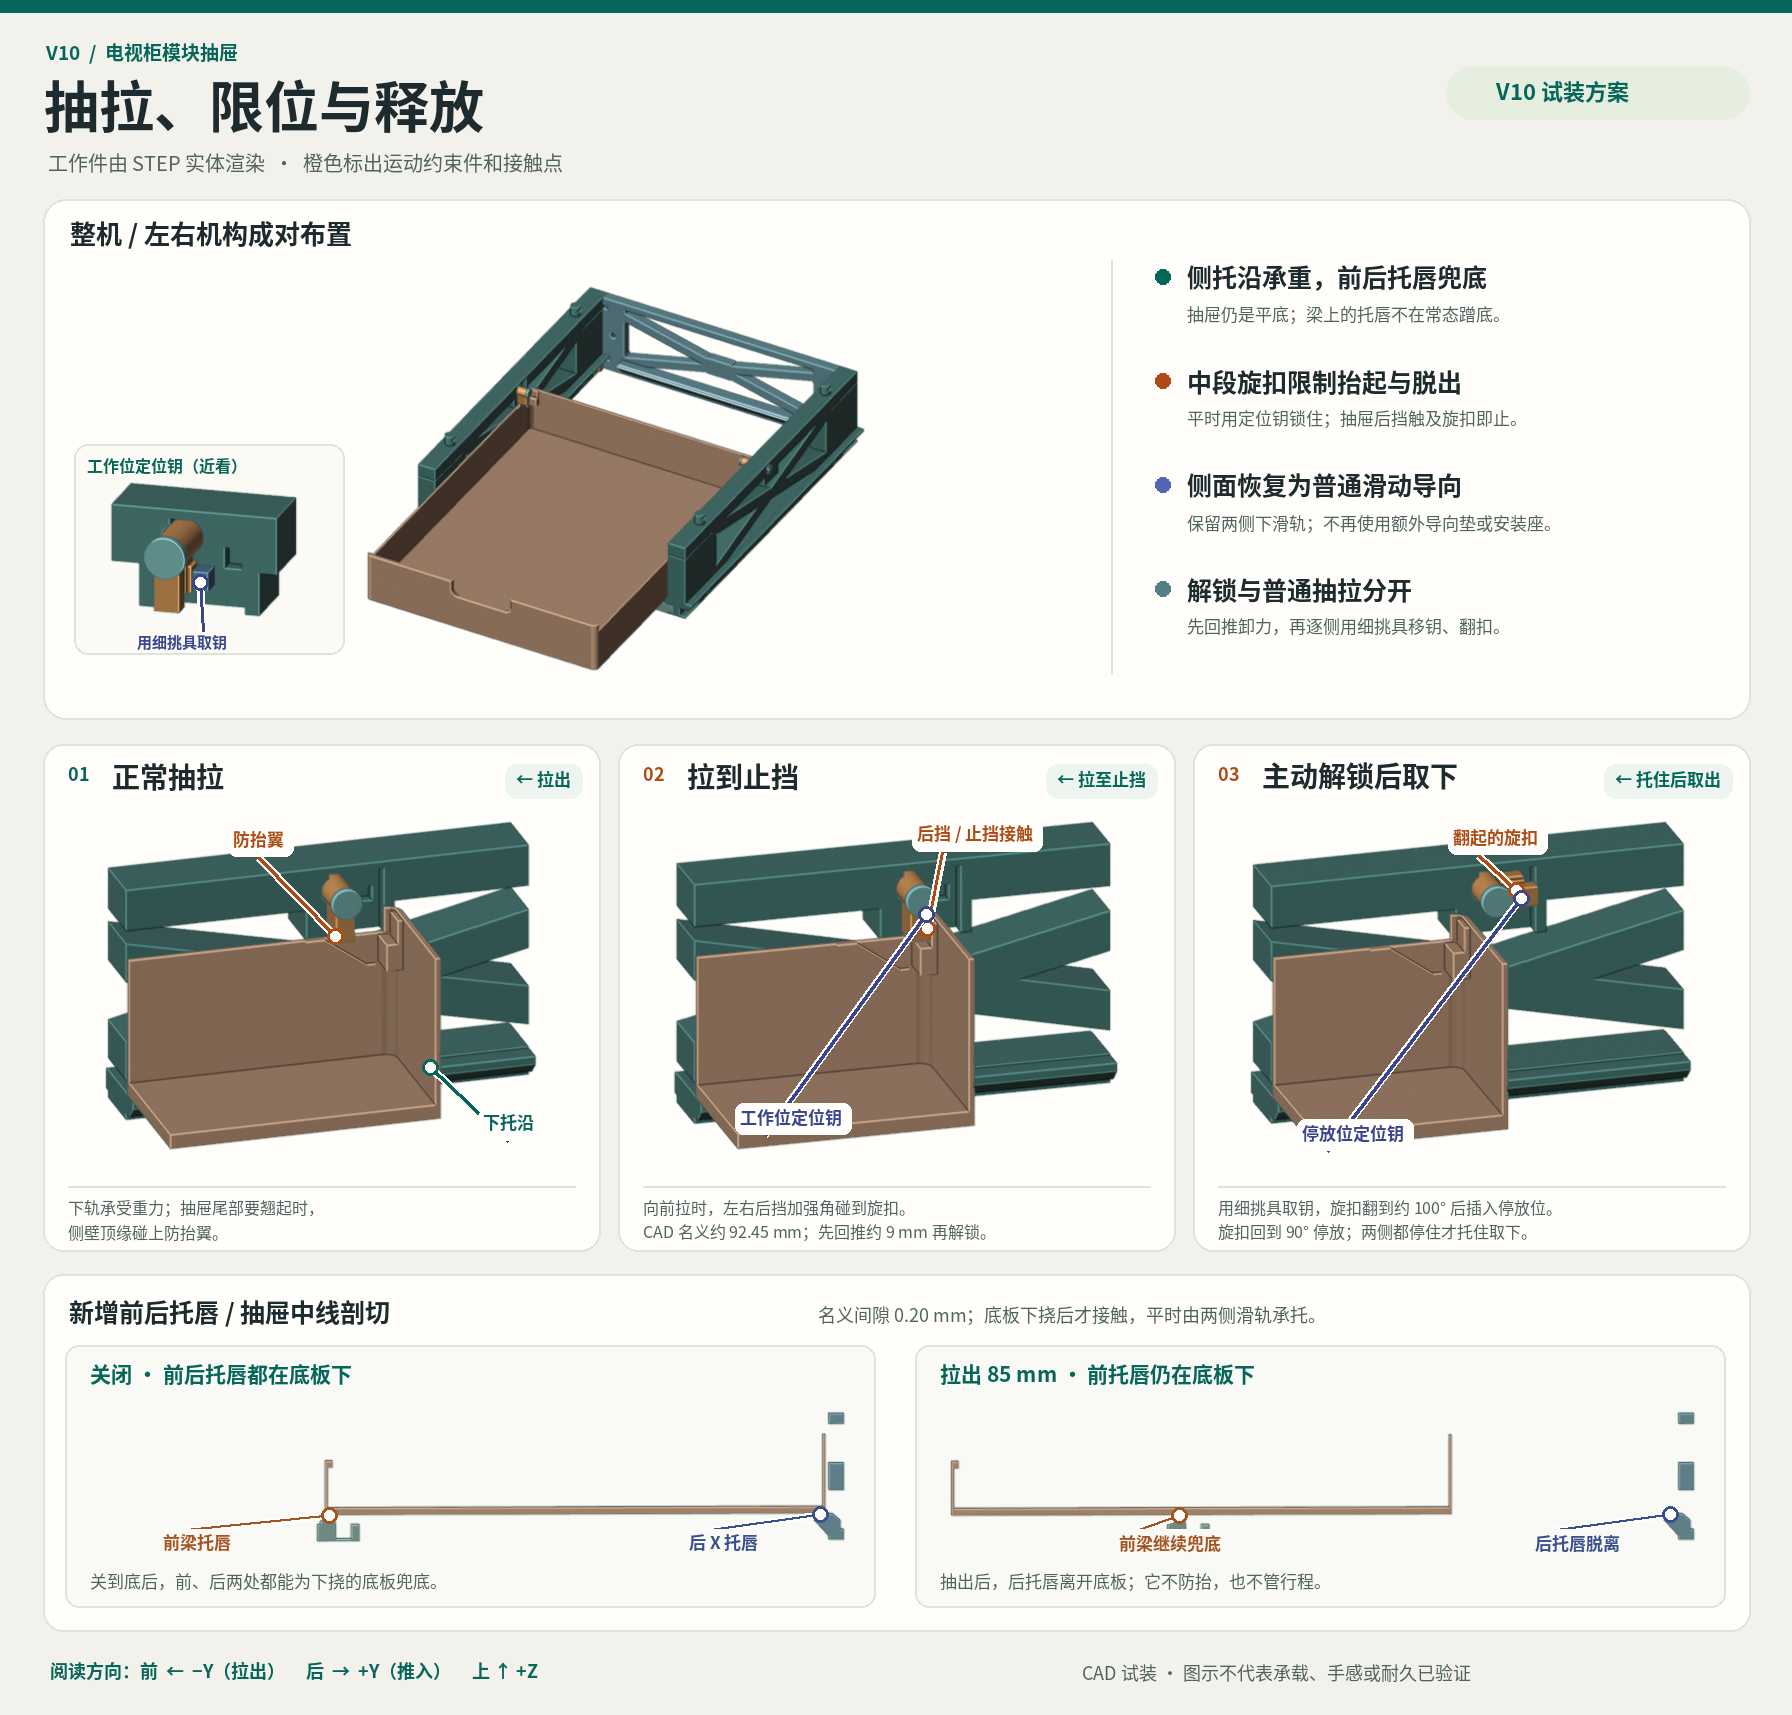 V10 / 电视柜模块抽屉
抽拉、限位与释放
工作件由 STEP 实体渲染 · 橙色标出运动约束件和接触点
V10 试装方案
整机 / 左右机构成对布置
工作位定位钥（近看）
用细挑具取钥
侧托沿承重，前后托唇兜底
抽屉仍是平底；梁上的托唇不在常态蹭底。
中段旋扣限制抬起与脱出
平时用定位钥锁住；抽屉后挡触及旋扣即止。
侧面恢复为普通滑动导向
保留两侧下滑轨；不再使用额外导向垫或安装座。
解锁与普通抽拉分开
先回推卸力，再逐侧用细挑具移钥、翻扣。
01 正常抽拉
← 拉出
防抬翼
下托沿
下轨承受重力；抽屉尾部要翘起时，
侧壁顶缘碰上防抬翼。
02 拉到止挡
← 拉至止挡
后挡 / 止挡接触
工作位定位钥
向前拉时，左右后挡加强角碰到旋扣。
CAD 名义约 92.45 mm；先回推约 9 mm 再解锁。
03 主动解锁后取下
← 托住后取出
翻起的旋扣
停放位定位钥
用细挑具取钥，旋扣翻到约 100° 后插入停放位。
旋扣回到 90° 停放；两侧都停住才托住取下。
新增前后托唇 / 抽屉中线剖切
名义间隙 0.20 mm；底板下挠后才接触，平时由两侧滑轨承托。
关闭 · 前后托唇都在底板下
前梁托唇
后 X 托唇
关到底后，前、后两处都能为下挠的底板兜底。
拉出 85 mm · 前托唇仍在底板下
前梁继续兜底
后托唇脱离
抽出后，后托唇离开底板；它不防抬，也不管行程。
阅读方向：前 ← −Y（拉出） 后 → +Y（推入） 上 ↑ +Z
CAD 试装 · 图示不代表承载、手感或耐久已验证